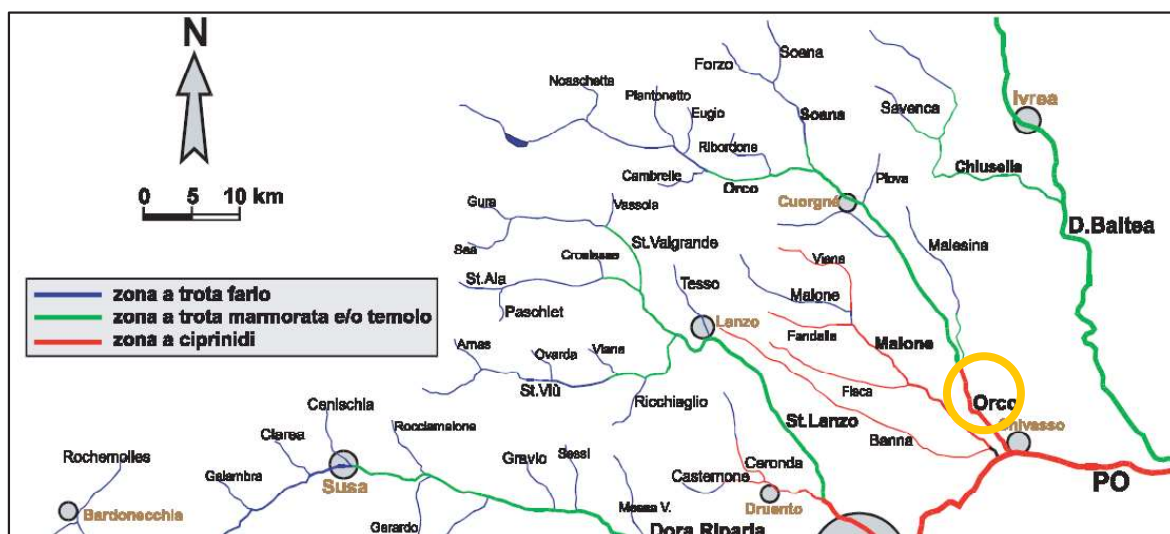 N
0 5 10 km
zona a trota fario
zona a trota marmorata e/o temolo
zona a ciprinidi
Noaschetta
Piantonetto
Eugio
Forzo
Soana
Soana
Ribordone
Cambrelle
Orco
Savenca
Ivrea
Chiusella
Piova
Cuorgné
D.Baltea
Malesina
Gura
Vassola
Sea
St.Valgrande
Crosiasse
St.Ala
Paschiet
Tesso
Lanzo
Viana
Malone
Fandalia
Malone
Arnas
Ovarda
Viana
St.Viù
Ricchiaglio
Fisca
Orco
Chivasso
St.Lanzo
Banna
PO
Cenischia
Clarea
Rocciamelone
Rochemolles
Galambra
Susa
Gravio
Sessi
Ceronda
Casternone
Druento
Bardonecchia
Gerardo
Messa V.
Dora Riparia